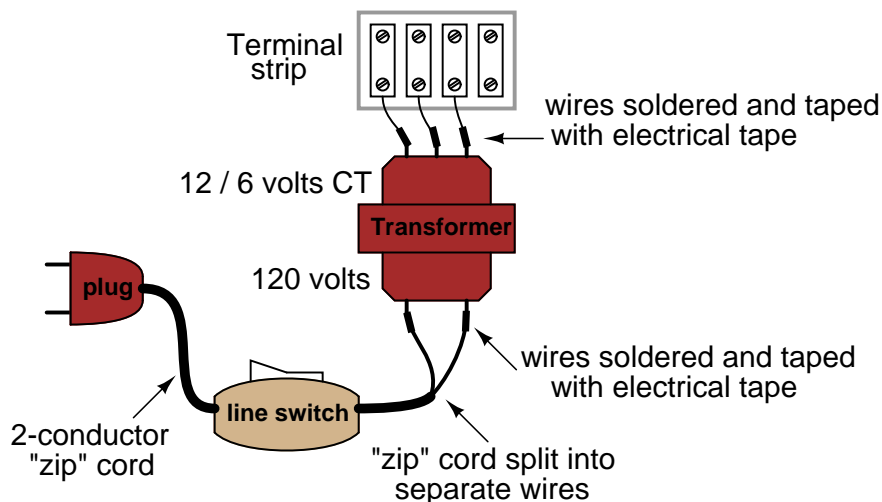 Terminal
strip
wires soldered and taped
with electrical tape
12 / 6 volts CT
Transformer
120 volts
plug
wires soldered and taped
with electrical tape
line switch
2-conductor
"zip" cord
"zip" cord split into
separate wires